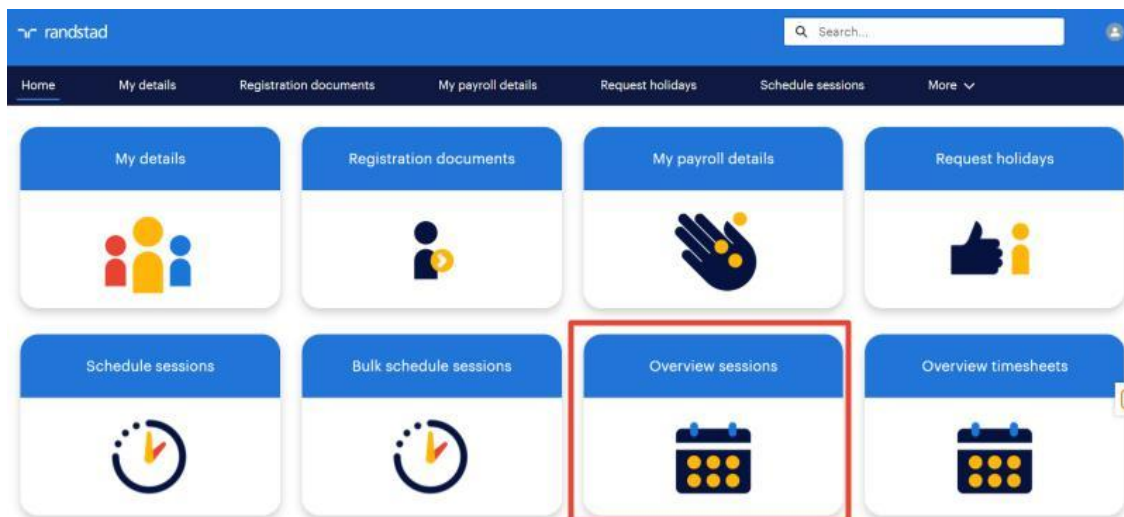 randstad
Search...
Home My details Registration documents My payroll details Request holidays Schedule sessions More
My details Registration documents My payroll details Request holidays
Schedule sessions Bulk schedule sessions Overview sessions Overview timesheets